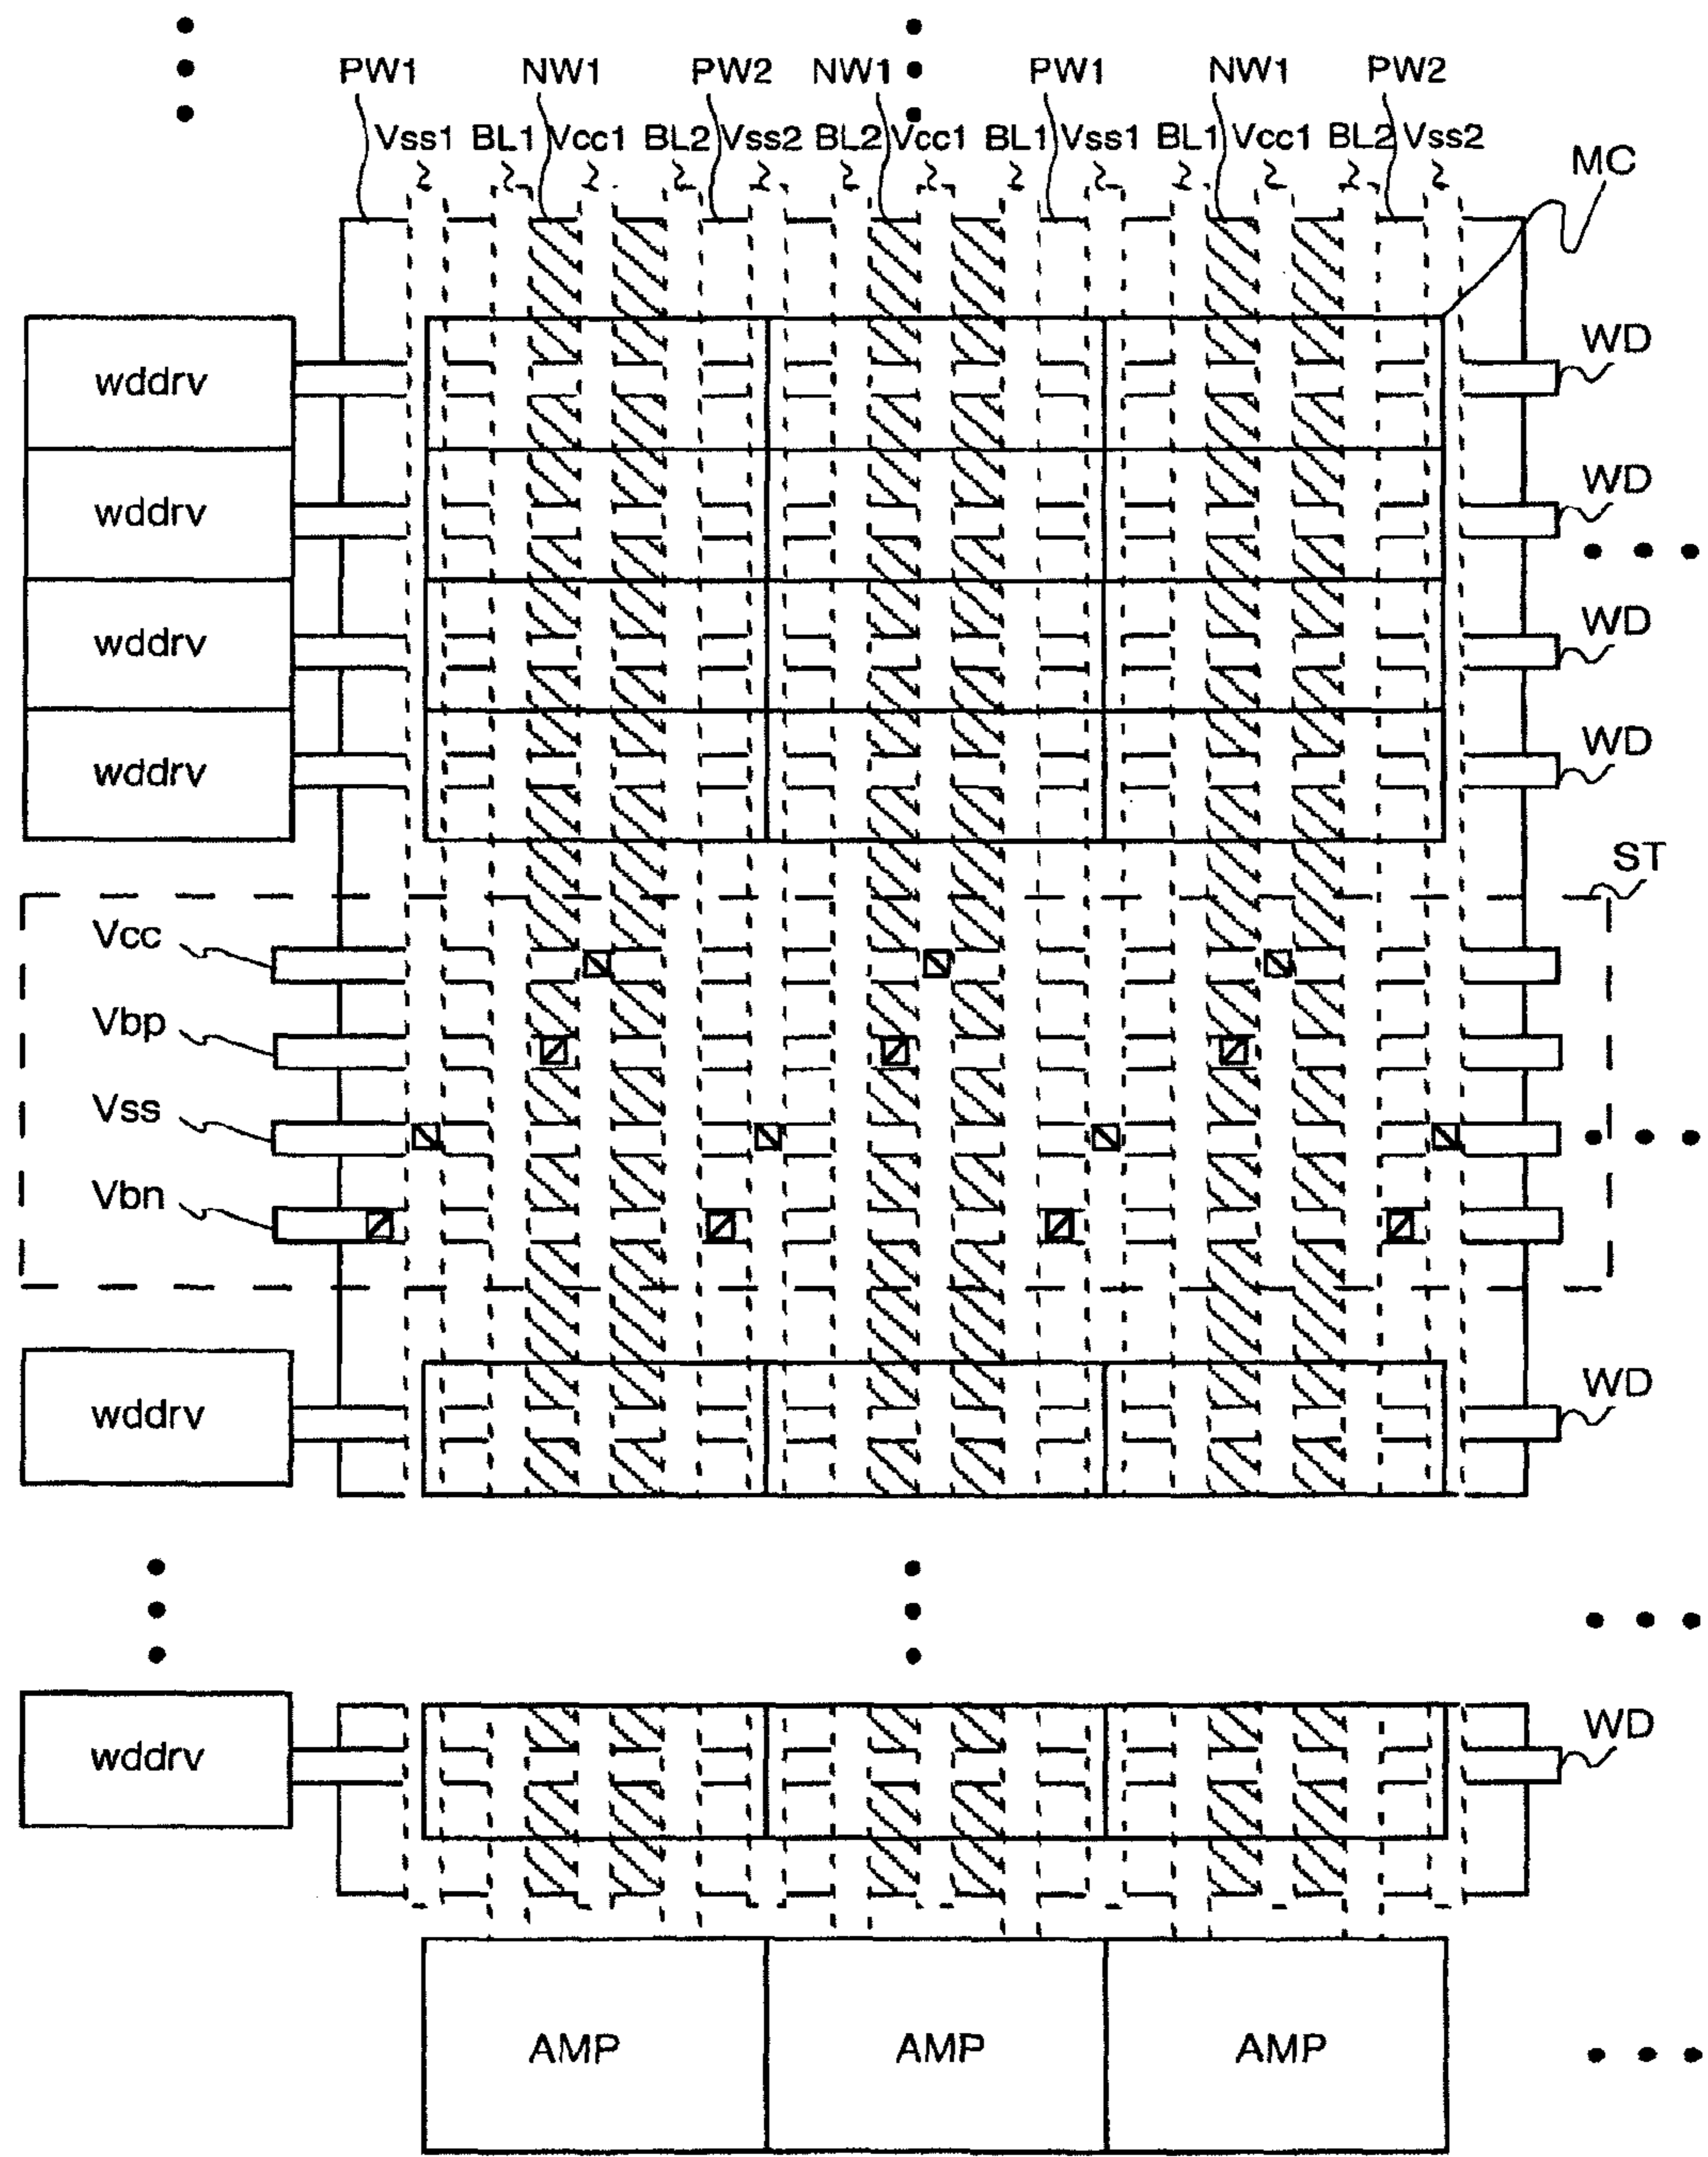 PW1 NW1 PW2 NW1 PW1 NW1 PW2
Vss1 BL1 Vcc1 BL2 Vss2 BL2 Vcc1 BL1 Vss1 BL1 Vcc1 BL2 Vss2
MC
wddrv WD
wddrv WD
wddrv WD
wddrv WD
ST
Vcc
Vbp
Vss
Vbn
wddrv WD
wddrv WD
AMP AMP AMP